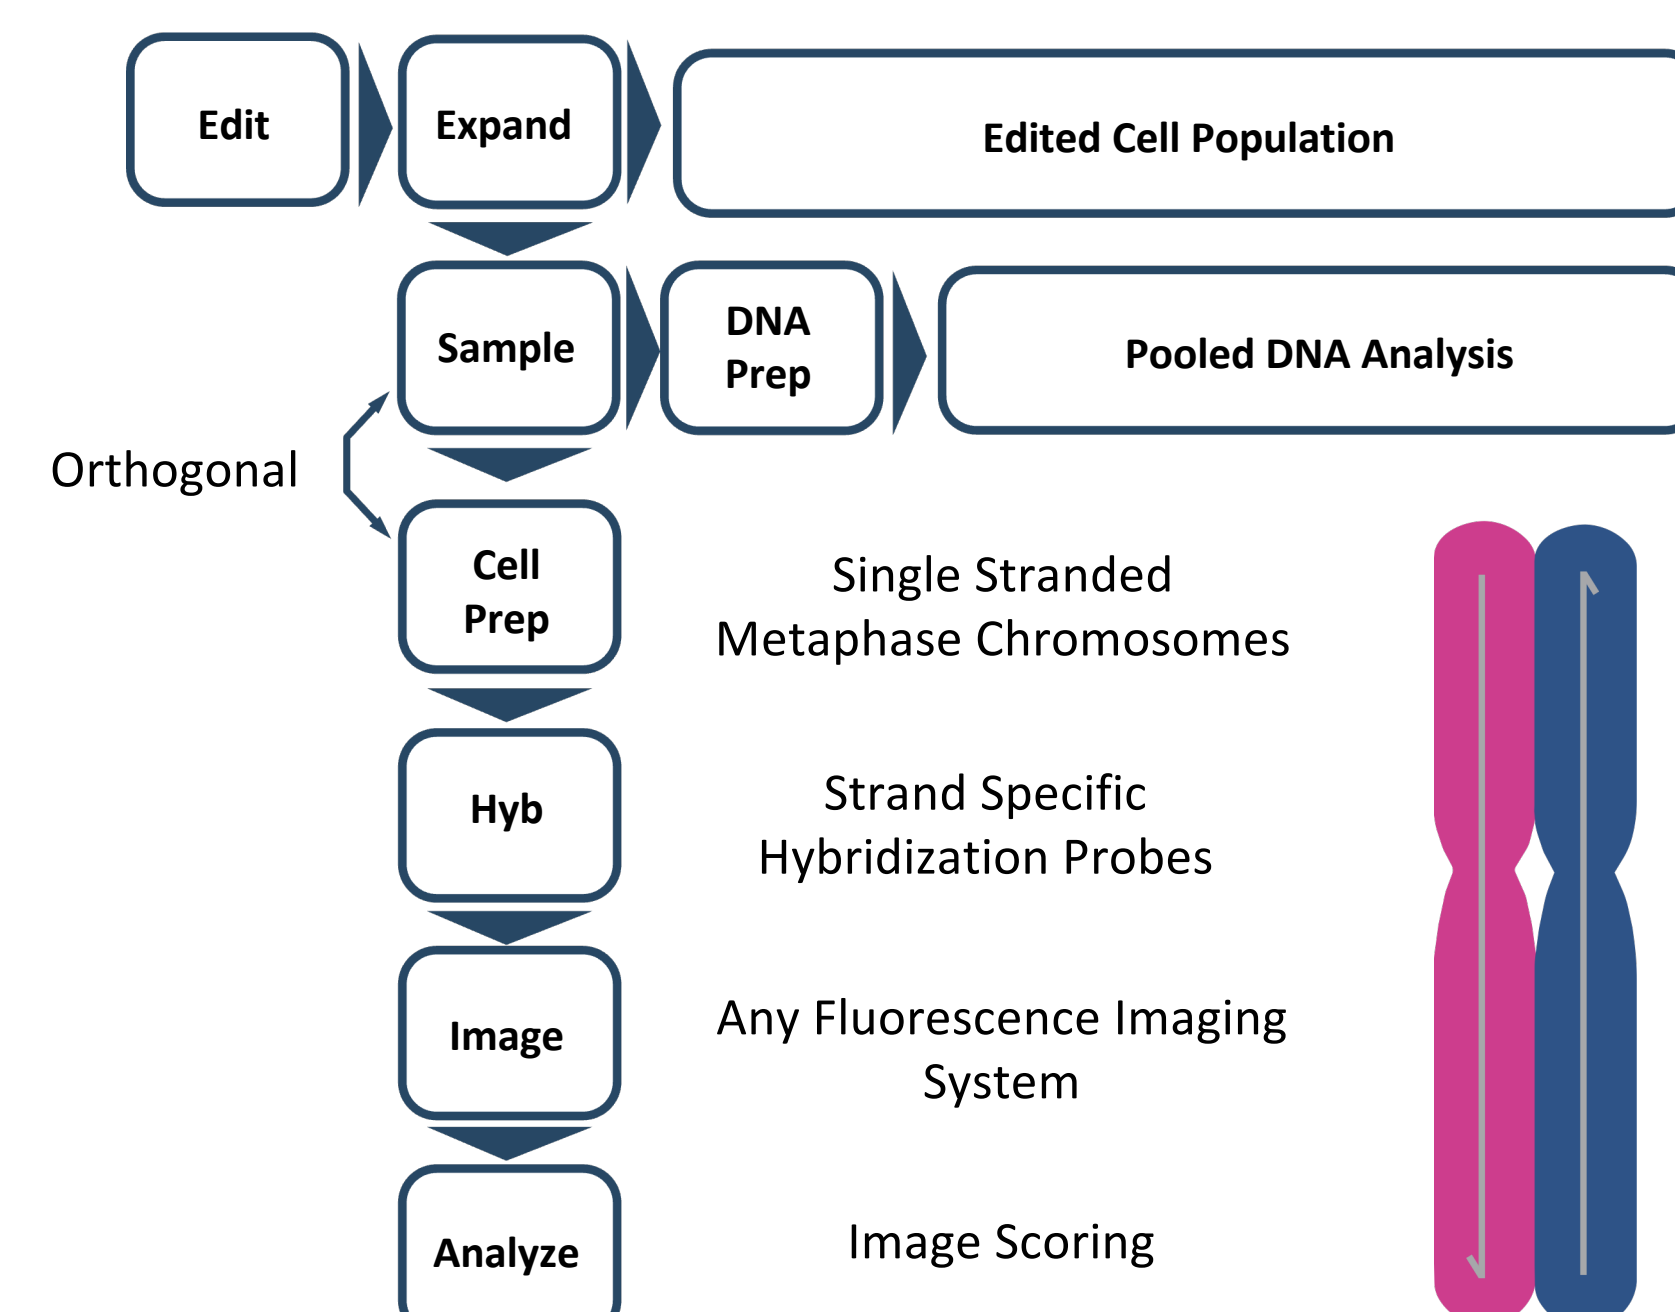 Edit
Expand
Edited Cell Population
Sample
DNA
Prep
Pooled DNA Analysis
Orthogonal
Cell
Prep
Single Stranded
Metaphase Chromosomes
Hyb
Strand Specific
Hybridization Probes
Image
Any Fluorescence Imaging
System
Analyze
Image Scoring